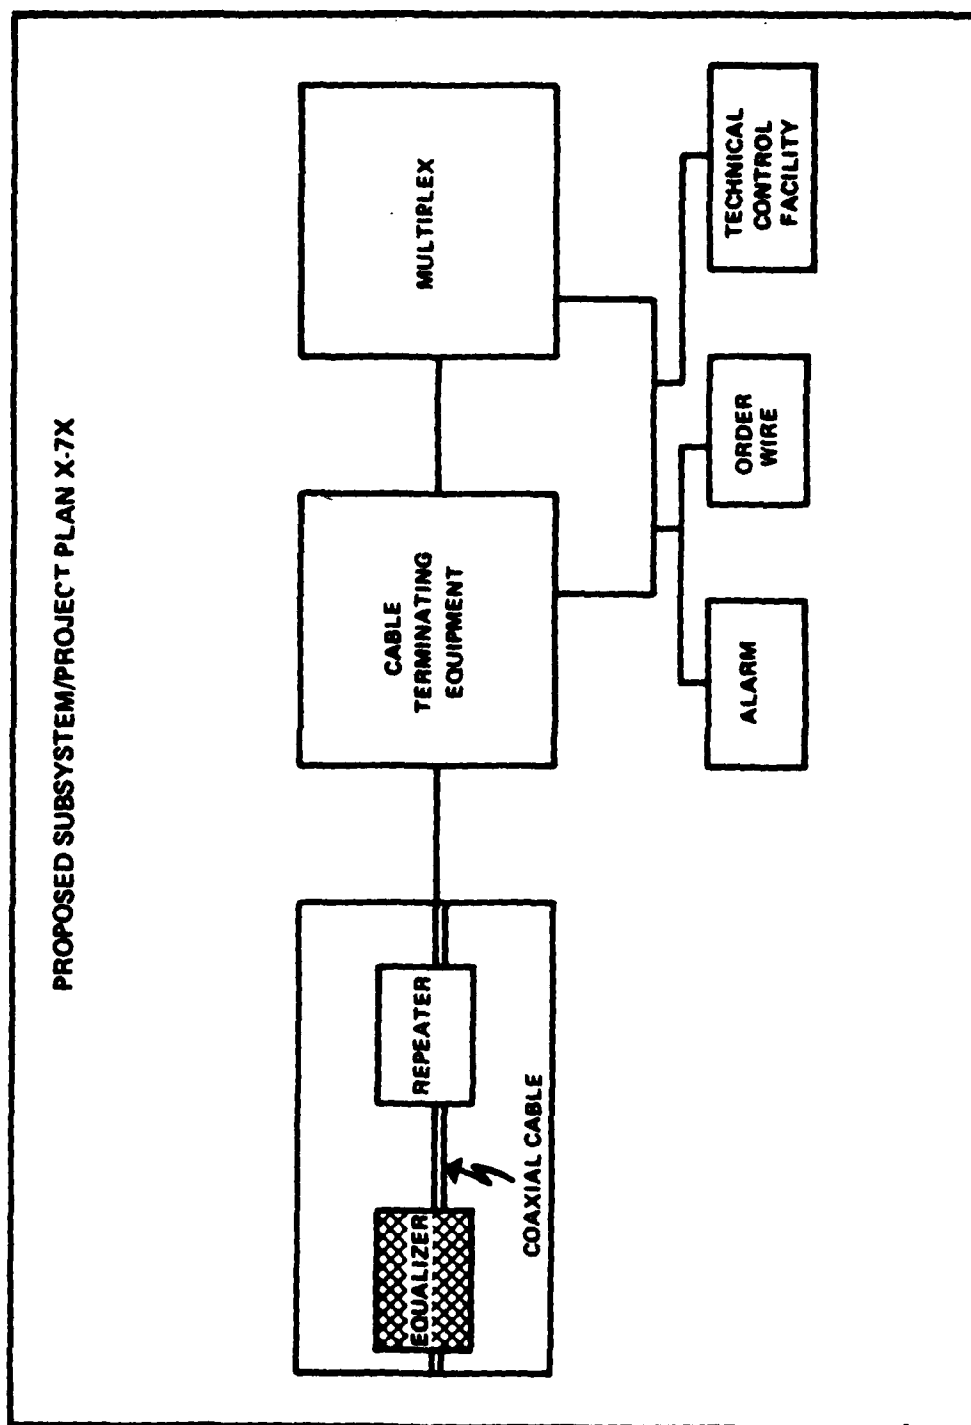 PROPOSED SUBSYSTEM/PROJECT PLAN X-7X
EQUALIZER
REPEATER
COAXIAL CABLE
CABLE
TERMINATING
EQUIPMENT
MULTIPLEX
ALARM
ORDER
WIRE
TECHNICAL
CONTROL
FACILITY